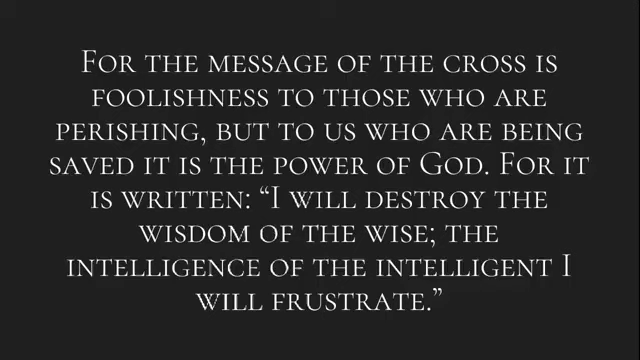 For the message of the cross is
foolishness to those who are
perishing, but to us who are being
saved it is the power of God. For it
is written: “I will destroy the
wisdom of the wise; the
intelligence of the intelligent I
will frustrate.”